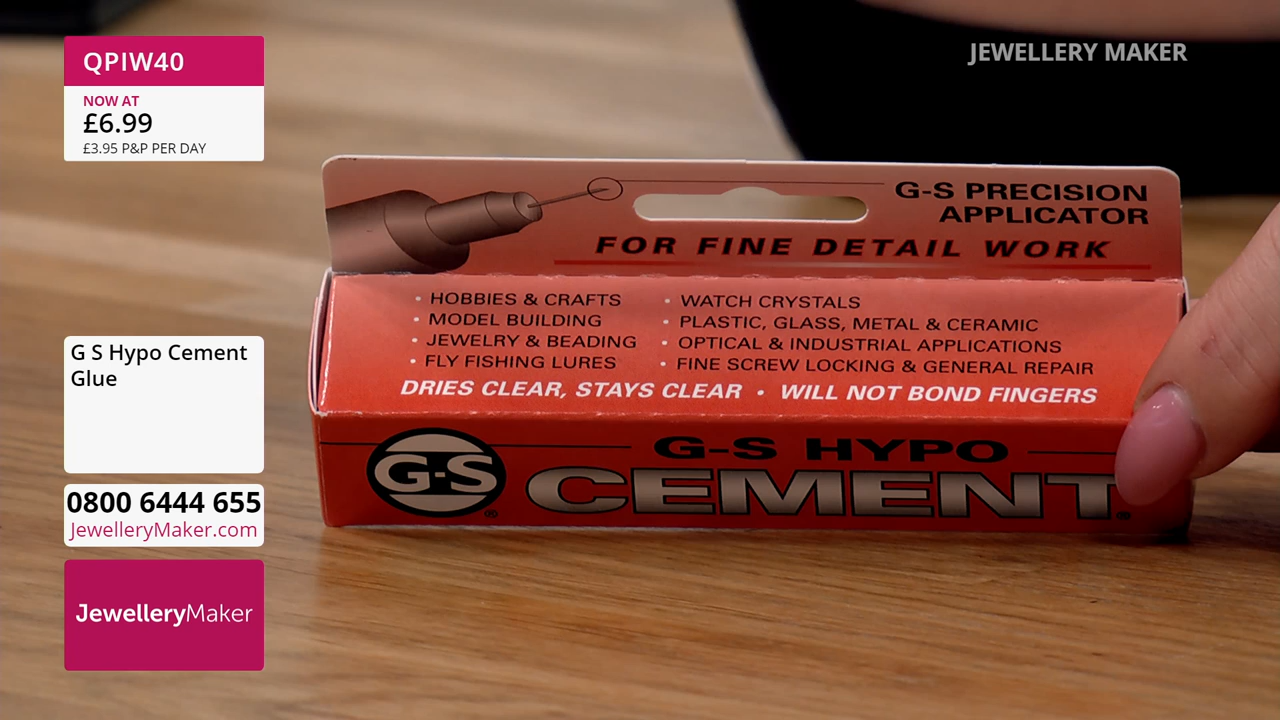 QPIW40
NOW AT
£6.99
£3.95 P&P PER DAY
JEWELLERY MAKER
G-S PRECISION
APPLICATOR
FOR FINE DETAIL WORK
• HOBBIES & CRAFTS
• MODEL BUILDING
• JEWELRY & BEADING
• FLY FISHING LURES
• WATCH CRYSTALS
• PLASTIC, GLASS, METAL & CERAMIC
• OPTICAL & INDUSTRIAL APPLICATIONS
• FINE SCREW LOCKING & GENERAL REPAIR
DRIES CLEAR, STAYS CLEAR • WILL NOT BOND FINGERS
G-S®
G-S HYPO
CEMENT®
G S Hypo Cement
Glue
0800 6444 655
JewelleryMaker.com
JewelleryMaker